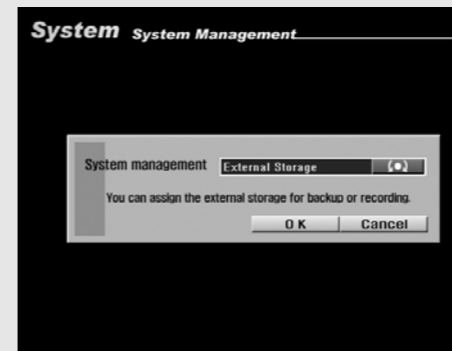 System System Management
System management External Storage
You can assign the external storage for backup or recording.
OK Cancel